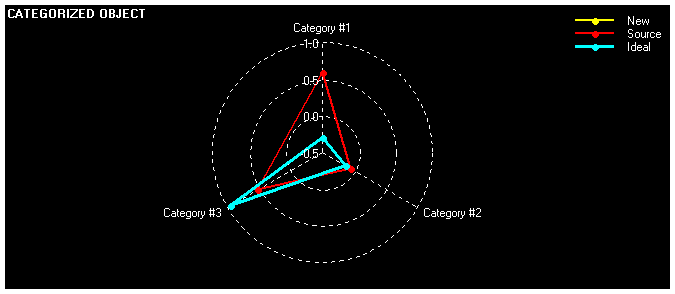 CATEGORIZED OBJECT
New
Source
Ideal
Category #1
1.0
0.5
0.0
0.5
Category #3
Category #2